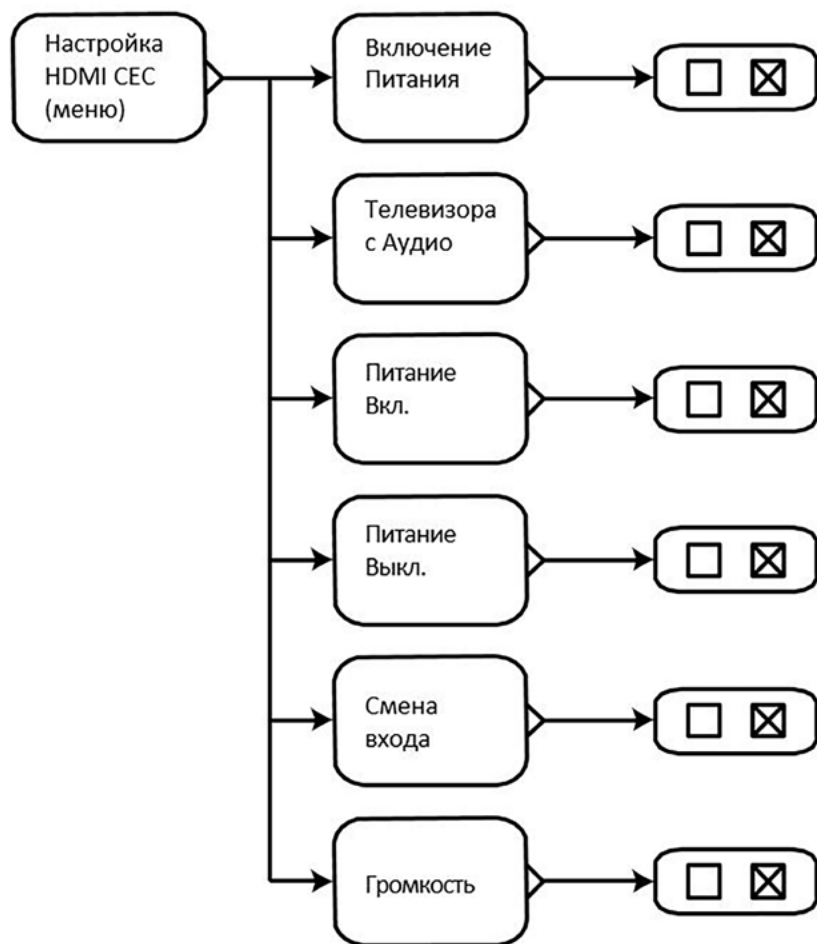 Настройка
HDMI CEC
(меню)
Включение
Питания
Телевизора
с Аудио
Питание
Вкл.
Питание
Выкл.
Смена
входа
Громкость